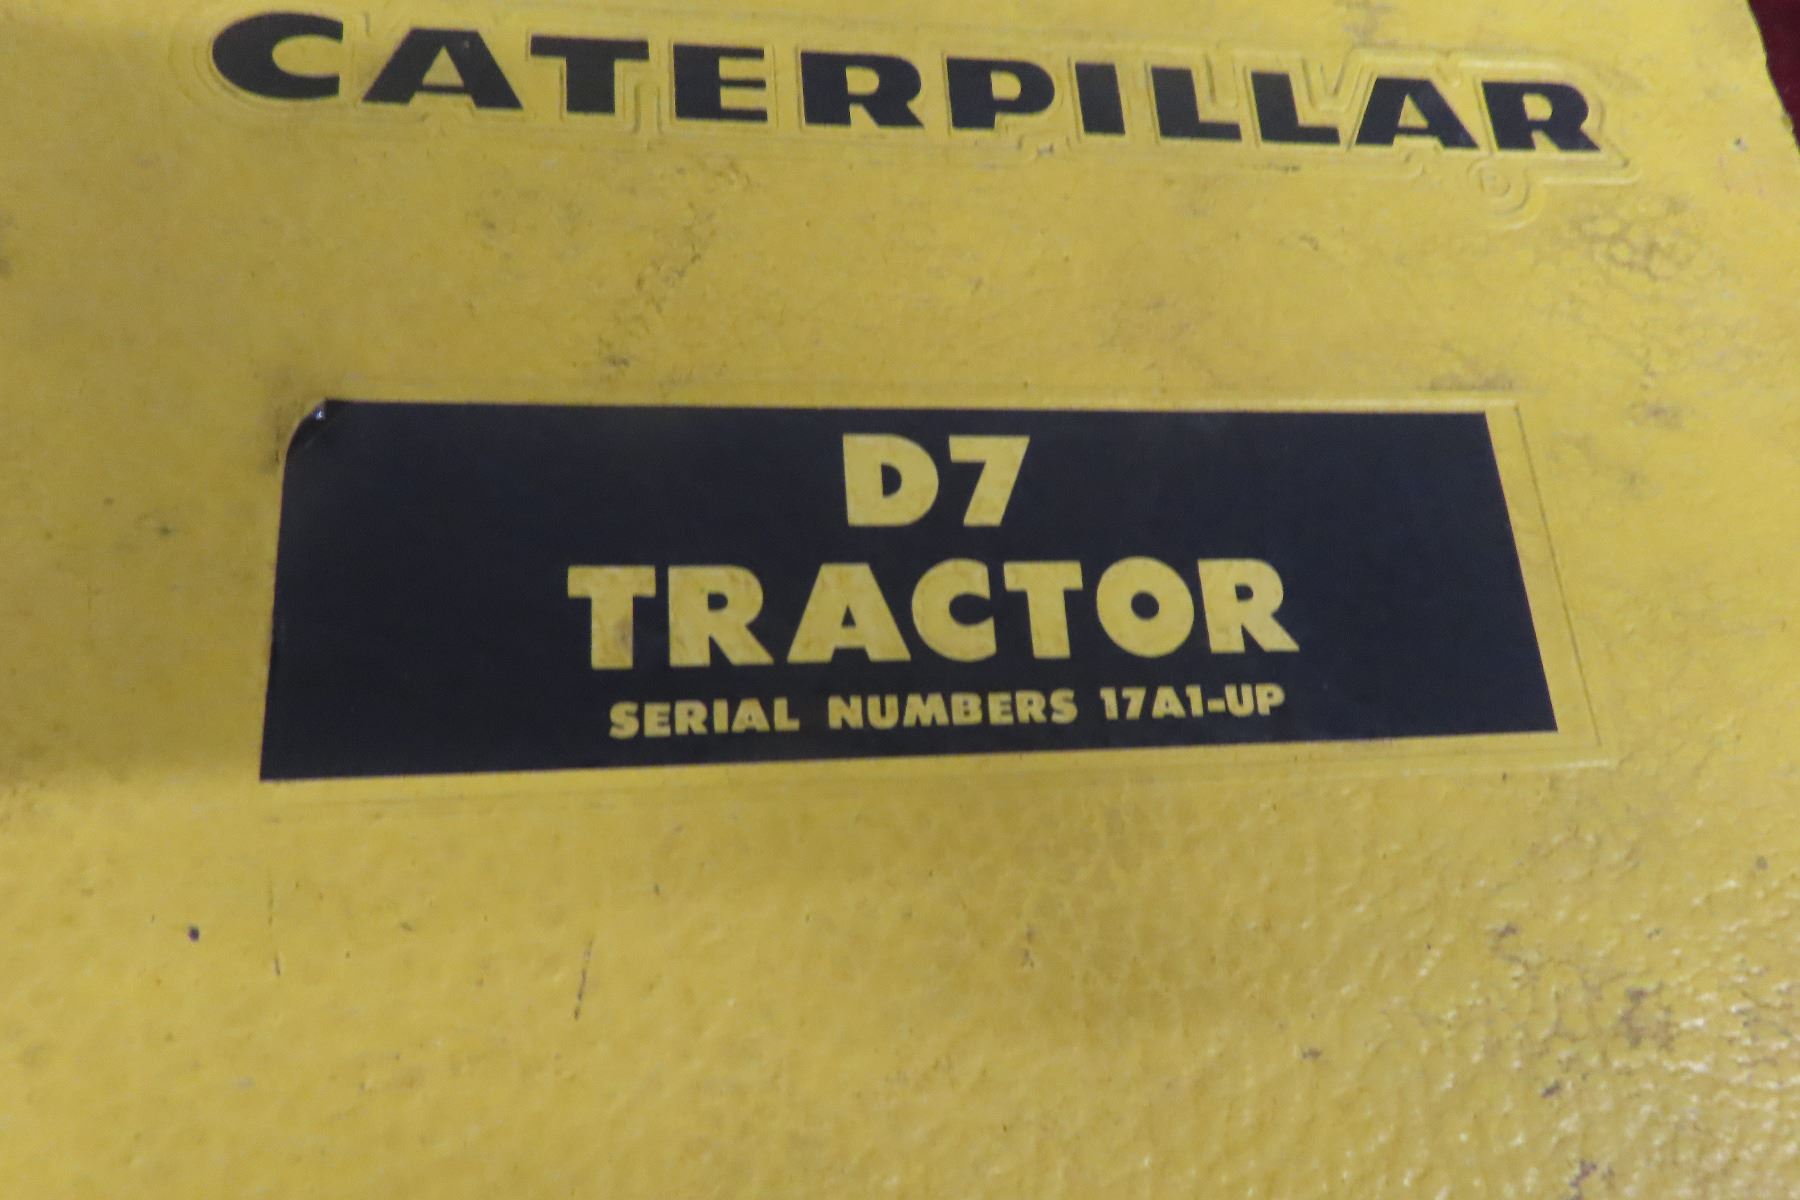 CATERPILLAR
®
D7
TRACTOR
SERIAL NUMBERS 17A1-UP